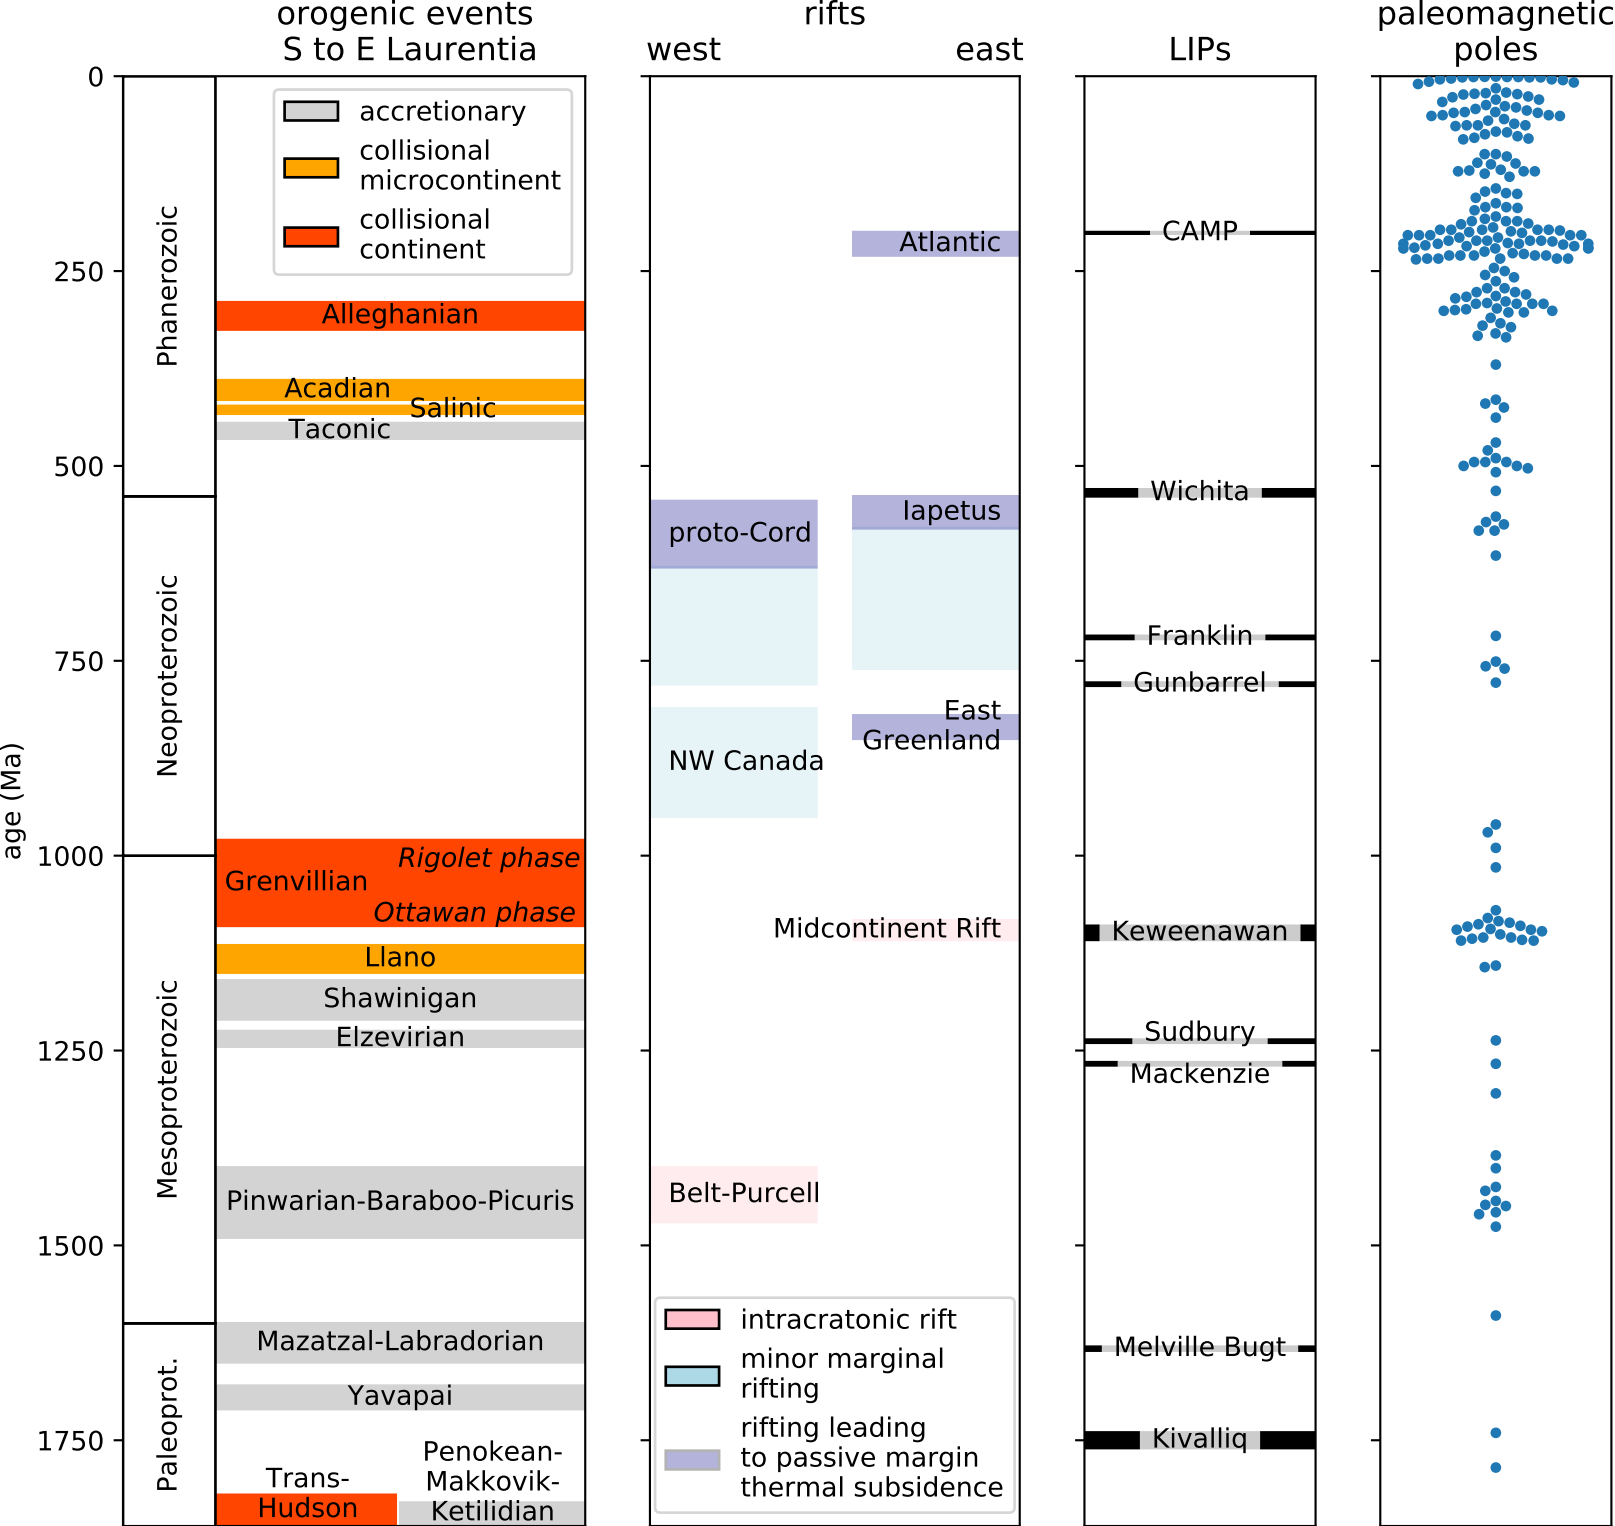 orogenic events
S to E Laurentia
rifts
west
east
LIPs
paleomagnetic
poles
age (Ma)
0
250
500
750
1000
1250
1500
1750
Phanerozoic
Neoproterozoic
Mesoproterozoic
Paleoprot.
accretionary
collisional
microcontinent
collisional
continent
Alleghanian
Acadian
Salinic
Taconic
Rigolet phase
Grenvillian
Ottawan phase
Llano
Shawinigan
Elzevirian
Pinwarian-Baraboo-Picuris
Mazatzal-Labradorian
Yavapai
Trans-
Hudson
Penokean-
Makkovik-
Ketilidian
Atlantic
Iapetus
proto-Cord
East
Greenland
NW Canada
Midcontinent Rift
Belt-Purcell
intracratonic rift
minor marginal
rifting
rifting leading
to passive margin
thermal subsidence
CAMP
Wichita
Franklin
Gunbarrel
Keweenawan
Sudbury
Mackenzie
Melville Bugt
Kivalliq